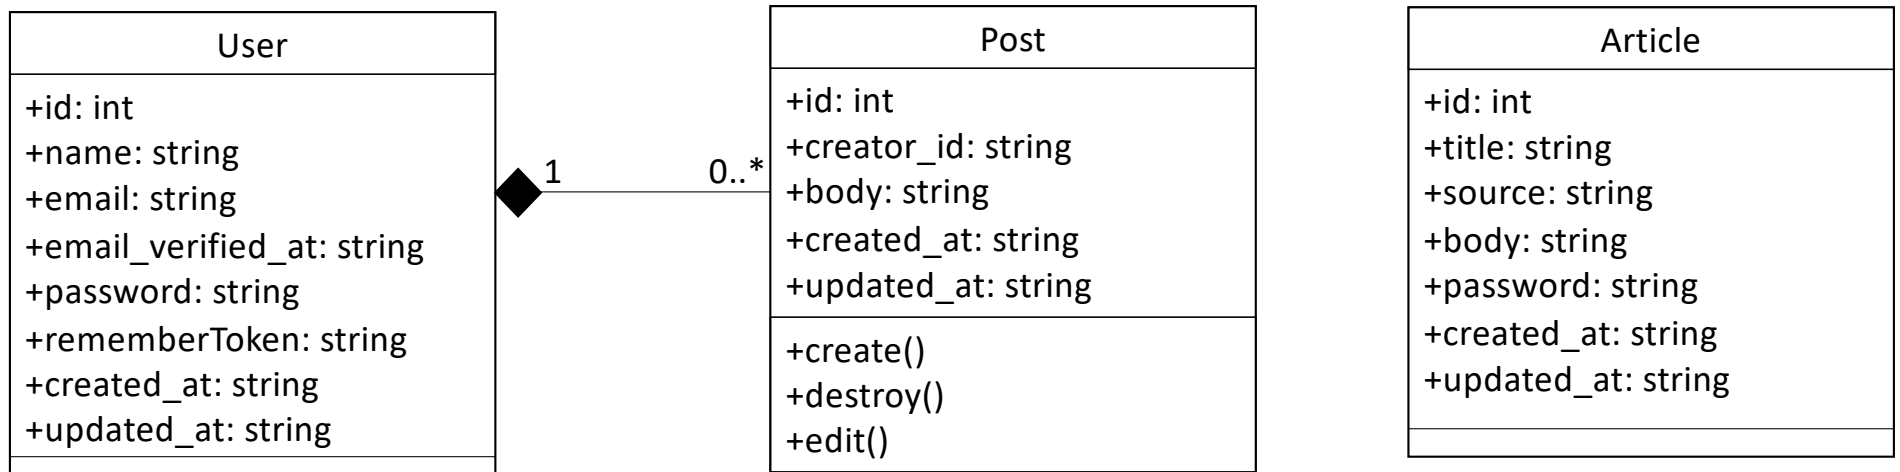 User
+id: int
+name: string
+email: string
+email_verified_at: string
+password: string
+rememberToken: string
+created_at: string
+updated_at: string
1
0..*
Post
+id: int
+creator_id: string
+body: string
+created_at: string
+updated_at: string
+create()
+destroy()
+edit()
Article
+id: int
+title: string
+source: string
+body: string
+password: string
+created_at: string
+updated_at: string